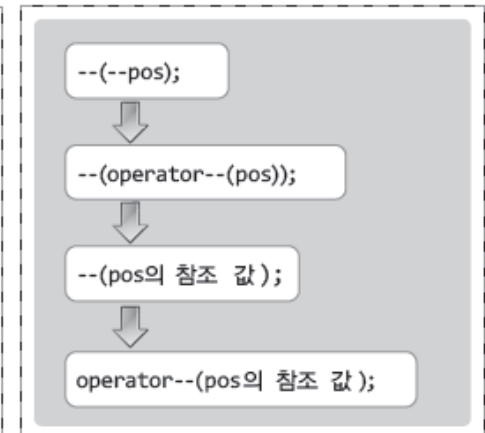 --(--pos);
--(operator--(pos));
--(pos의 참조 값);
operator--(pos의 참조 값);